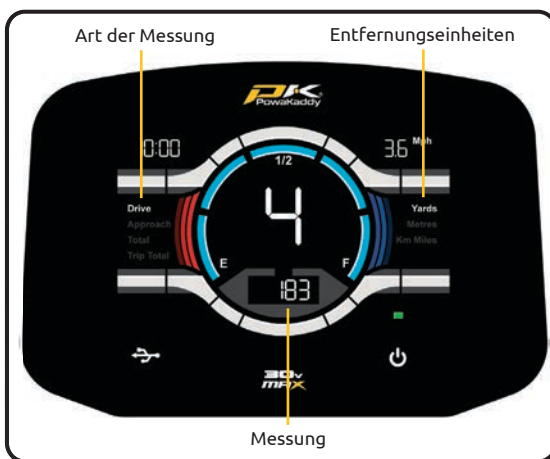 Art der Messung
Entfernungseinheiten
PK
PowaKaddy
0:00
3.6 Mph
1/2
Drive
Approach
Total
Trip Total
4
Yards
Metres
Km Miles
E
F
183
30v
MAX
Messung